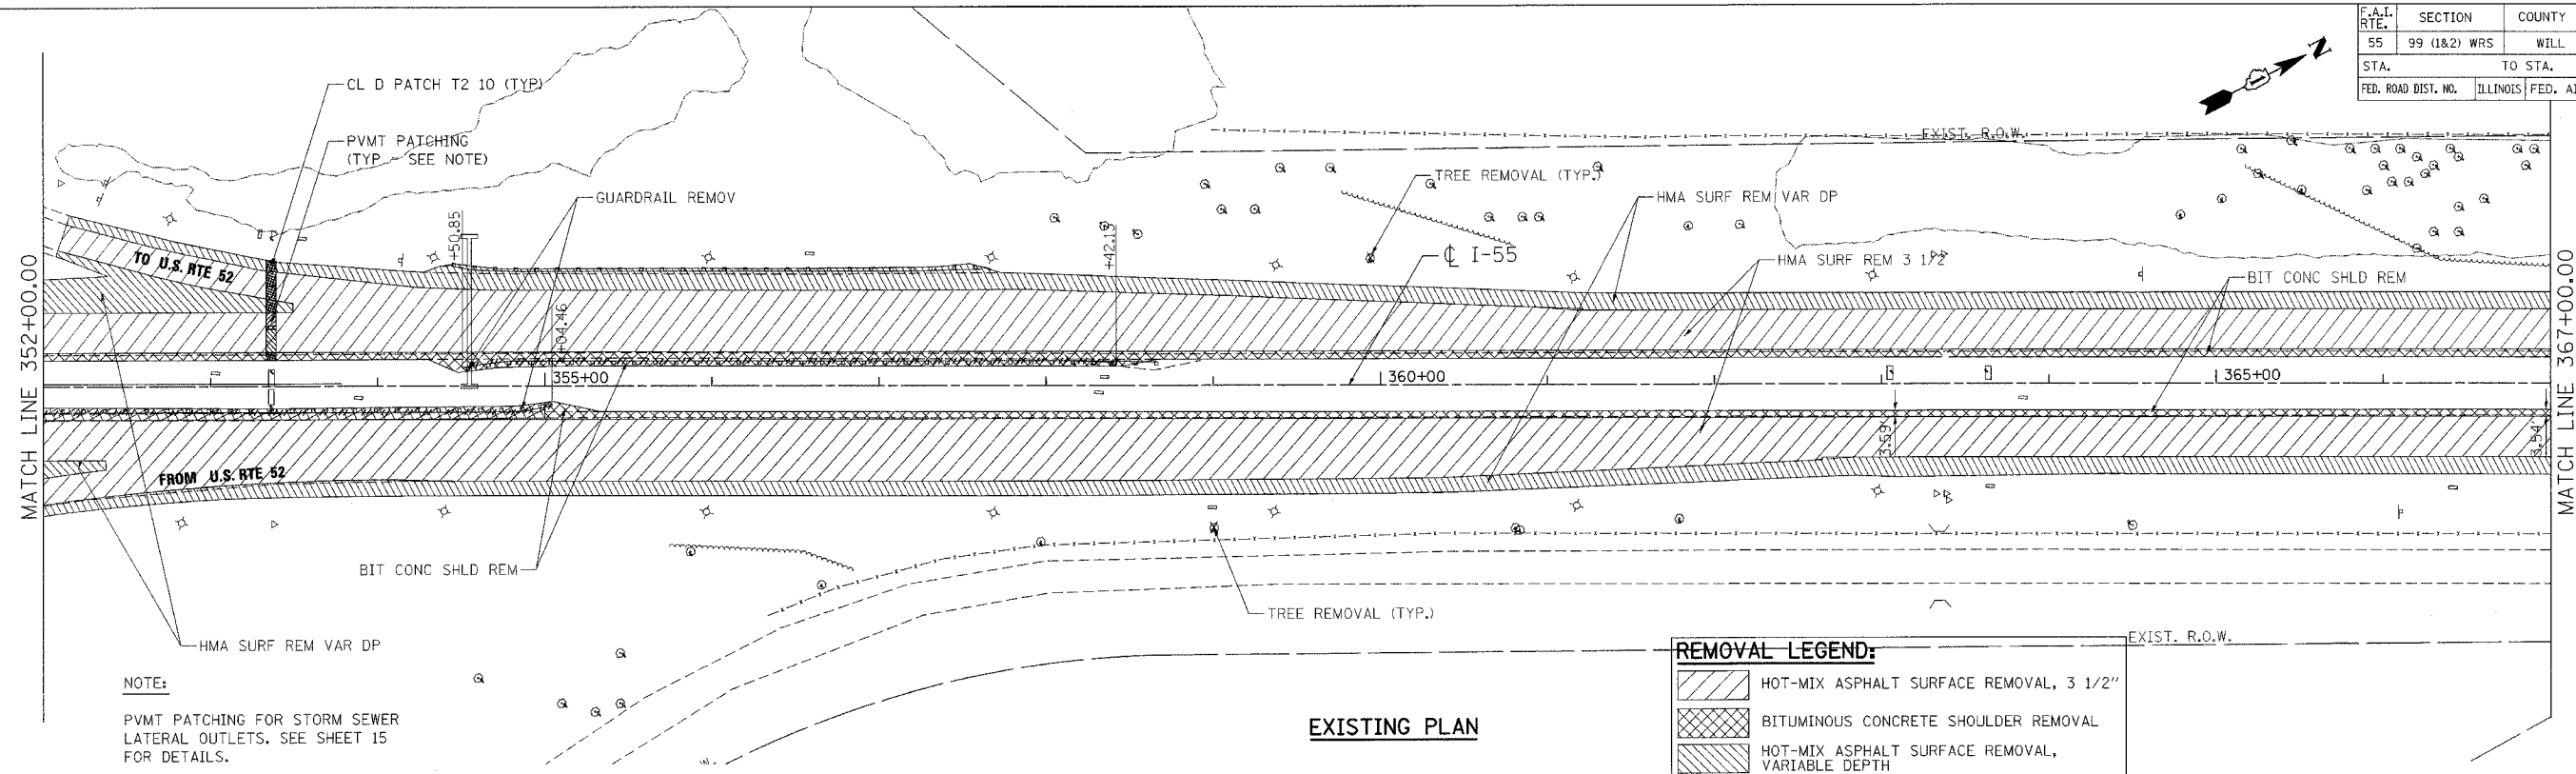 F.A.I. RTE. SECTION COUNTY
55 99 (1&2) WRS WILL
STA. TO STA.
FED. ROAD DIST. NO. ILLINOIS FED. AI
N
CL D PATCH T2 10 (TYP)
PVMT PATCHING
(TYP - SEE NOTE)
EXIST. R.O.W.
GUARDRAIL REMOV
TREE REMOVAL (TYP.)
HMA SURF REM VAR DP
+50.85
+42.13
TO U.S. RTE 52
℄ I-55
HMA SURF REM 3 1/2"
BIT CONC SHLD REM
MATCH LINE 352+00.00
MATCH LINE 367+00.00
+04.46
355+00
360+00
365+00
3.59'
3.54'
FROM U.S. RTE 52
BIT CONC SHLD REM
TREE REMOVAL (TYP.)
HMA SURF REM VAR DP
EXIST. R.O.W.
NOTE:
PVMT PATCHING FOR STORM SEWER
LATERAL OUTLETS. SEE SHEET 15
FOR DETAILS.
EXISTING PLAN
REMOVAL LEGEND:
HOT-MIX ASPHALT SURFACE REMOVAL, 3 1/2"
BITUMINOUS CONCRETE SHOULDER REMOVAL
HOT-MIX ASPHALT SURFACE REMOVAL,
VARIABLE DEPTH